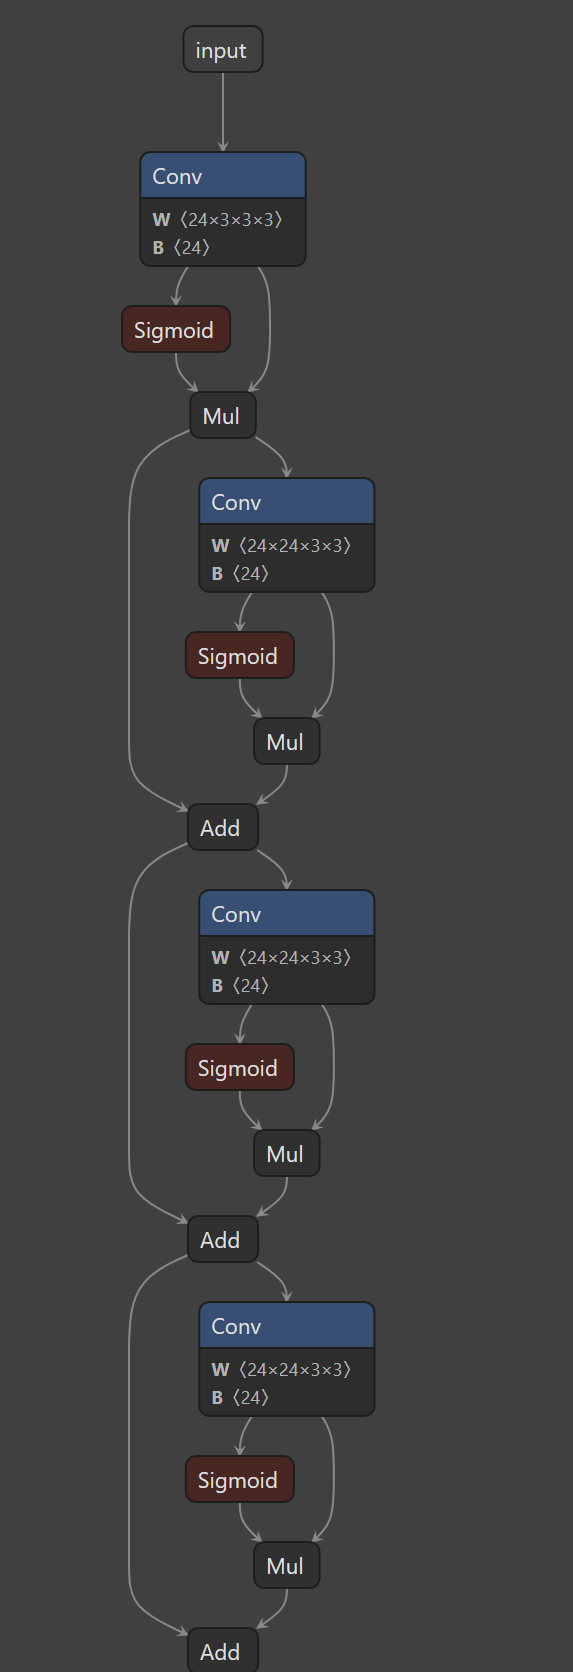 input
Conv
W ⟨24×3×3×3⟩
B ⟨24⟩
Sigmoid
Mul
Conv
W ⟨24×24×3×3⟩
B ⟨24⟩
Sigmoid
Mul
Add
Conv
W ⟨24×24×3×3⟩
B ⟨24⟩
Sigmoid
Mul
Add
Conv
W ⟨24×24×3×3⟩
B ⟨24⟩
Sigmoid
Mul
Add